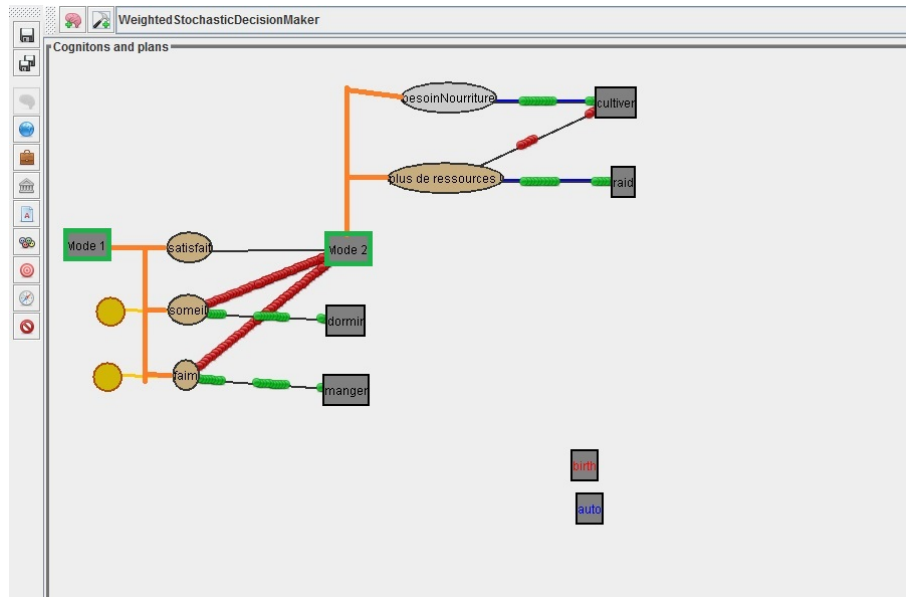 WeightedStochasticDecisionMaker
Cognitons and plans
besoinNourriture
cultiver
plus de ressources
raid
Mode 1
satisfait
Mode 2
someil
dormir
faim
manger
birth
auto